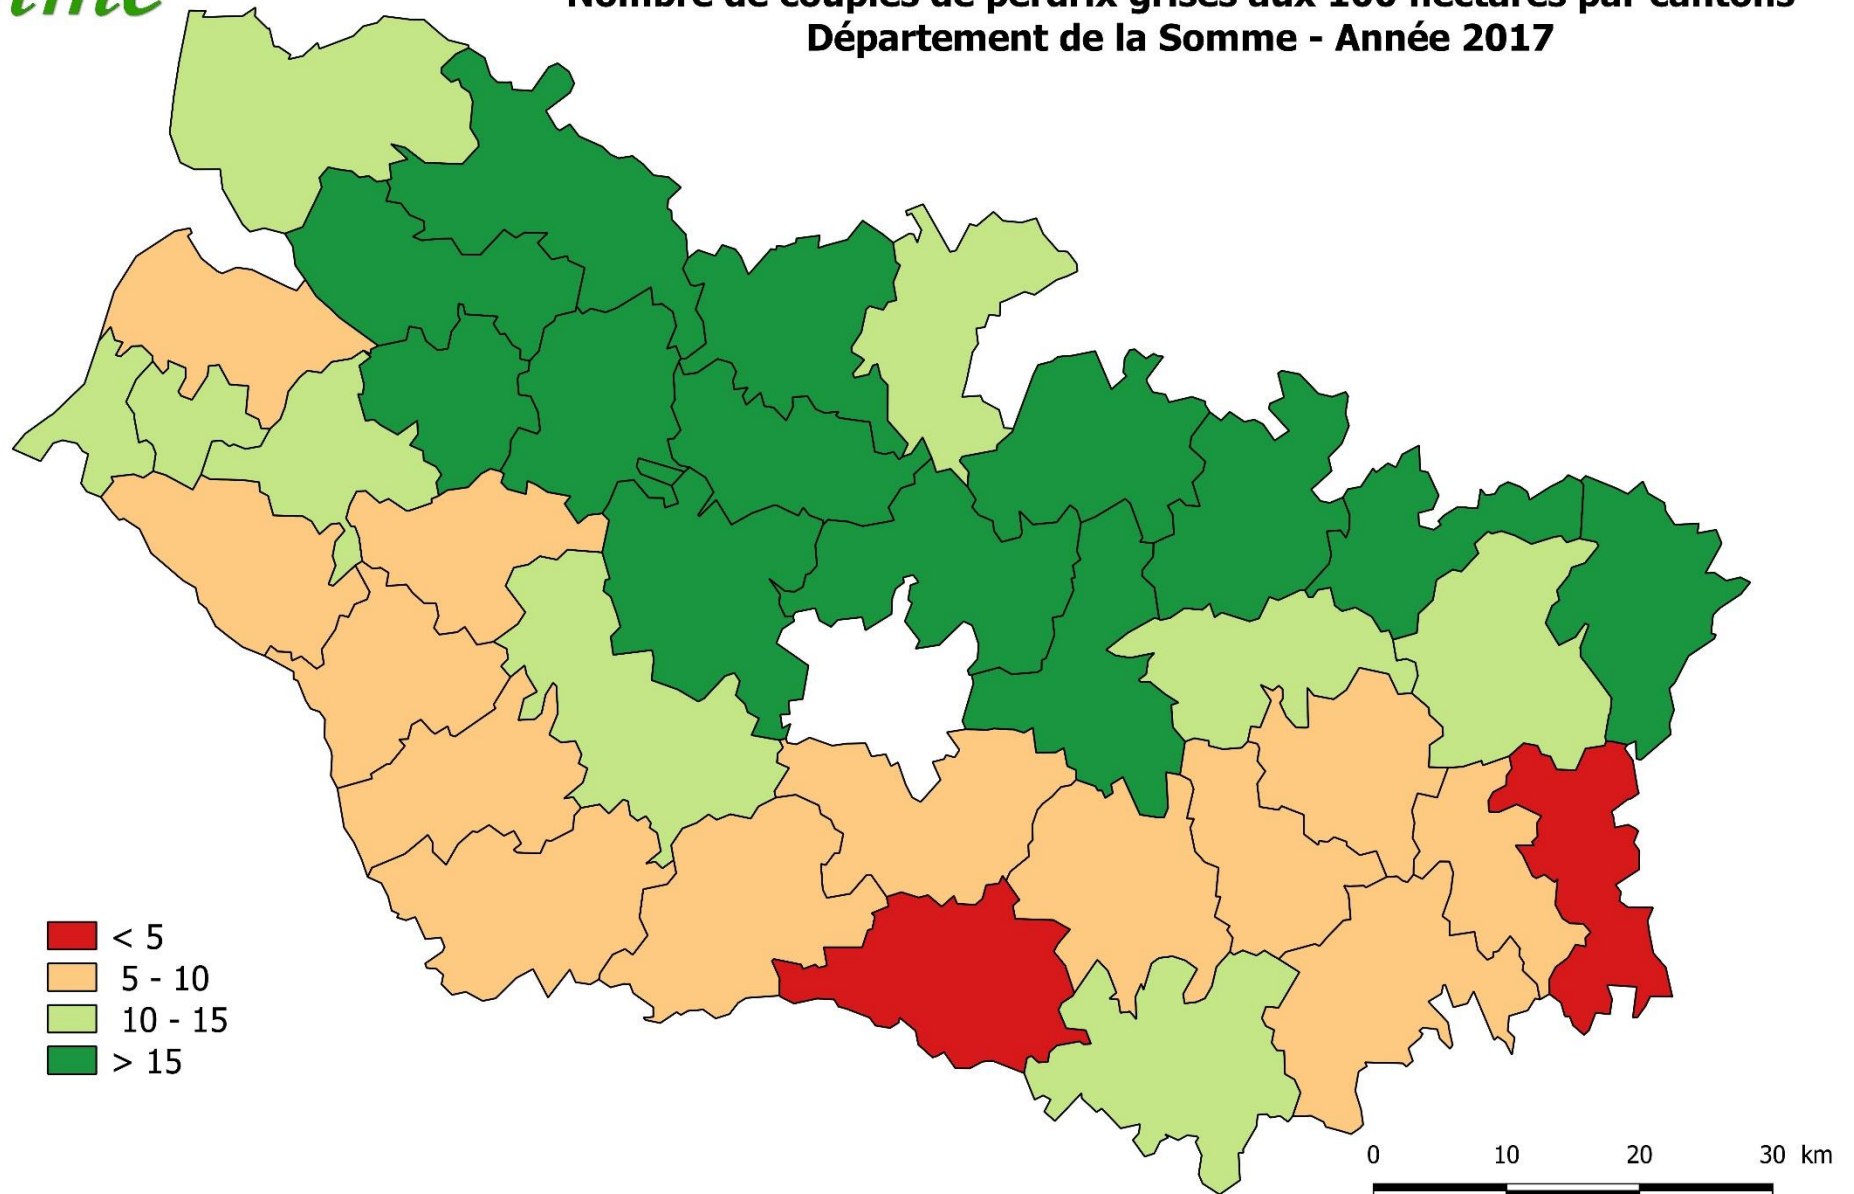 Nombre de couples de perdrix grises aux 100 hectares par cantons
Département de la Somme - Année 2017
< 5
5 - 10
10 - 15
> 15
0 10 20 30 km